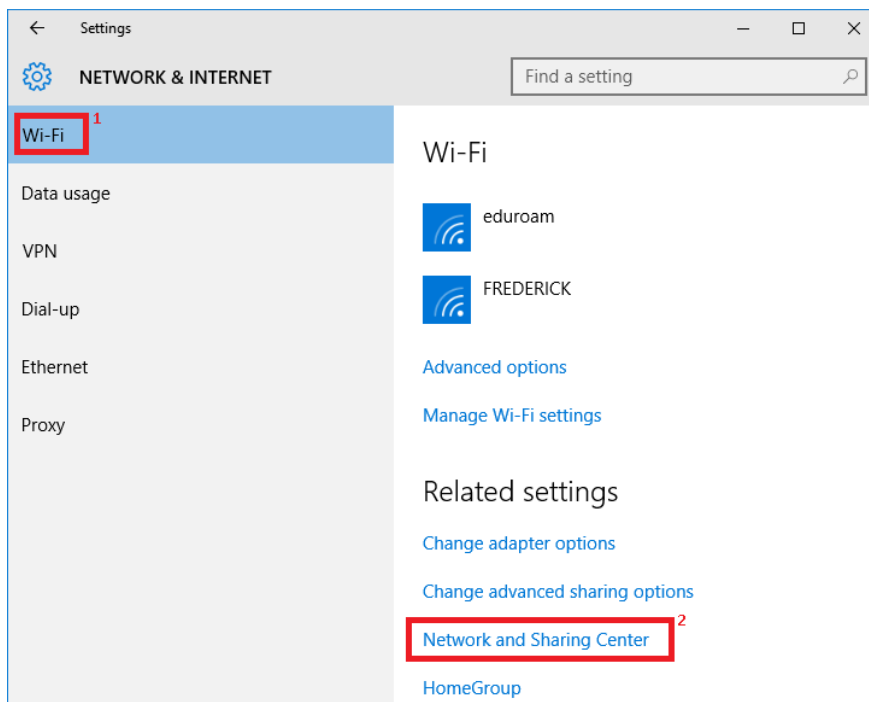 Settings
NETWORK & INTERNET
Find a setting
Wi-Fi 1
Data usage
VPN
Dial-up
Ethernet
Proxy
Wi-Fi
eduroam
FREDERICK
Advanced options
Manage Wi-Fi settings
Related settings
Change adapter options
Change advanced sharing options
Network and Sharing Center 2
HomeGroup